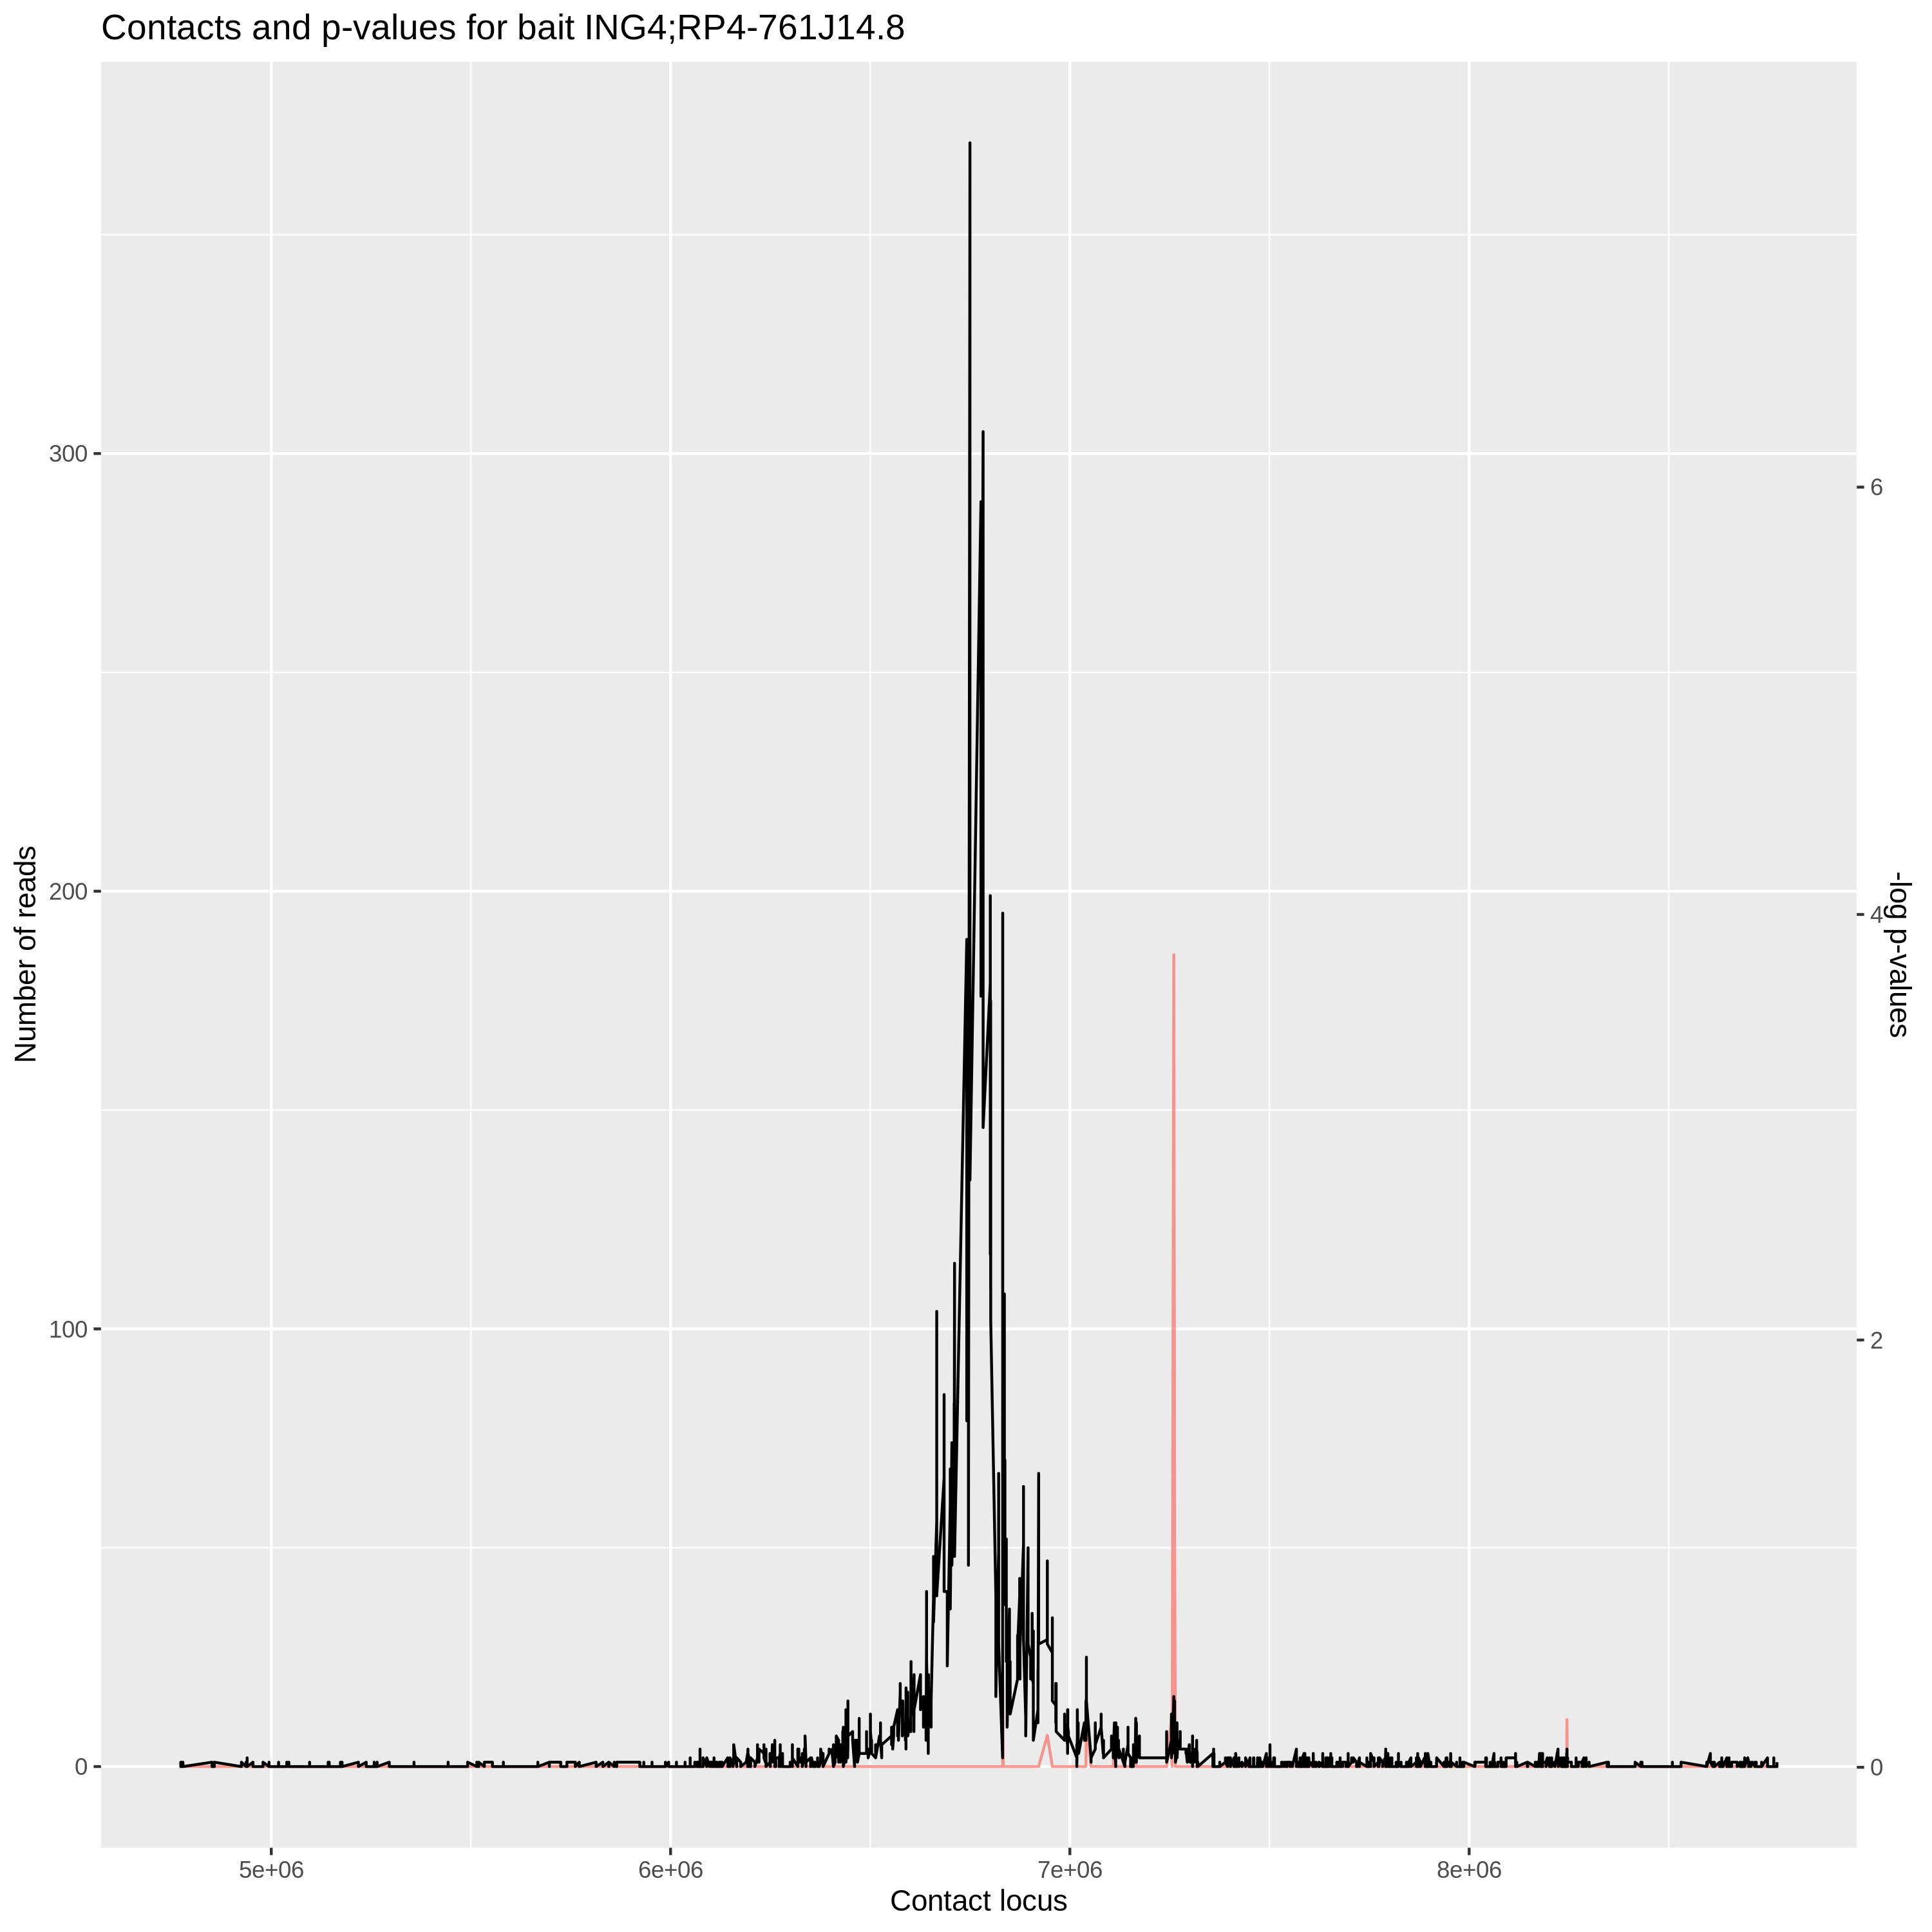 Contacts and p-values for bait ING4;RP4-761J14.8
Number of reads
300
200
100
0
6
4
2
0
-log p-values
5e+06 6e+06 7e+06 8e+06
Contact locus